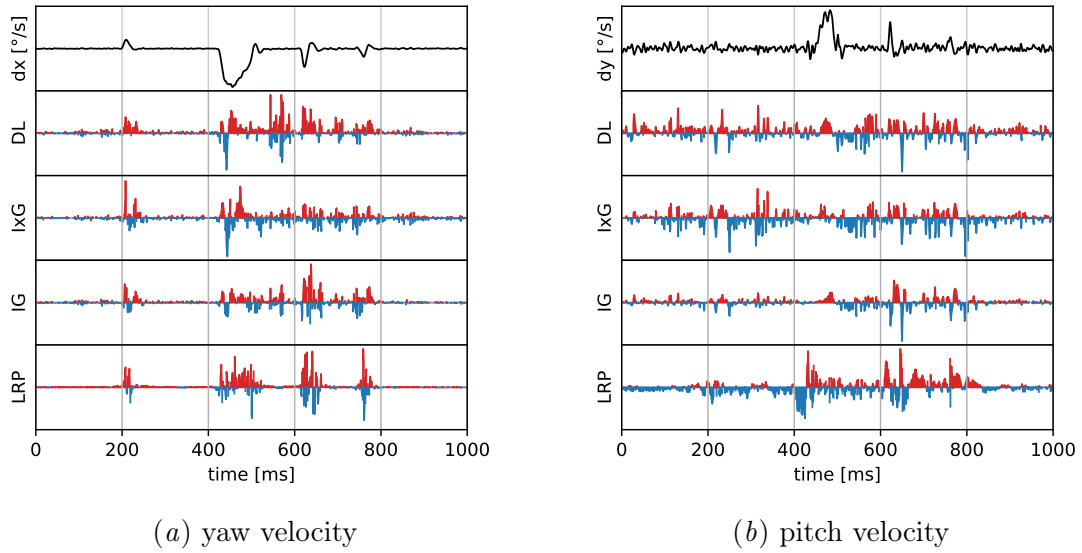 dx [°/s]
DL
IxG
IG
LRP
0 200 400 600 800 1000
time [ms]
(a) yaw velocity
dy [°/s]
DL
IxG
IG
LRP
0 200 400 600 800 1000
time [ms]
(b) pitch velocity